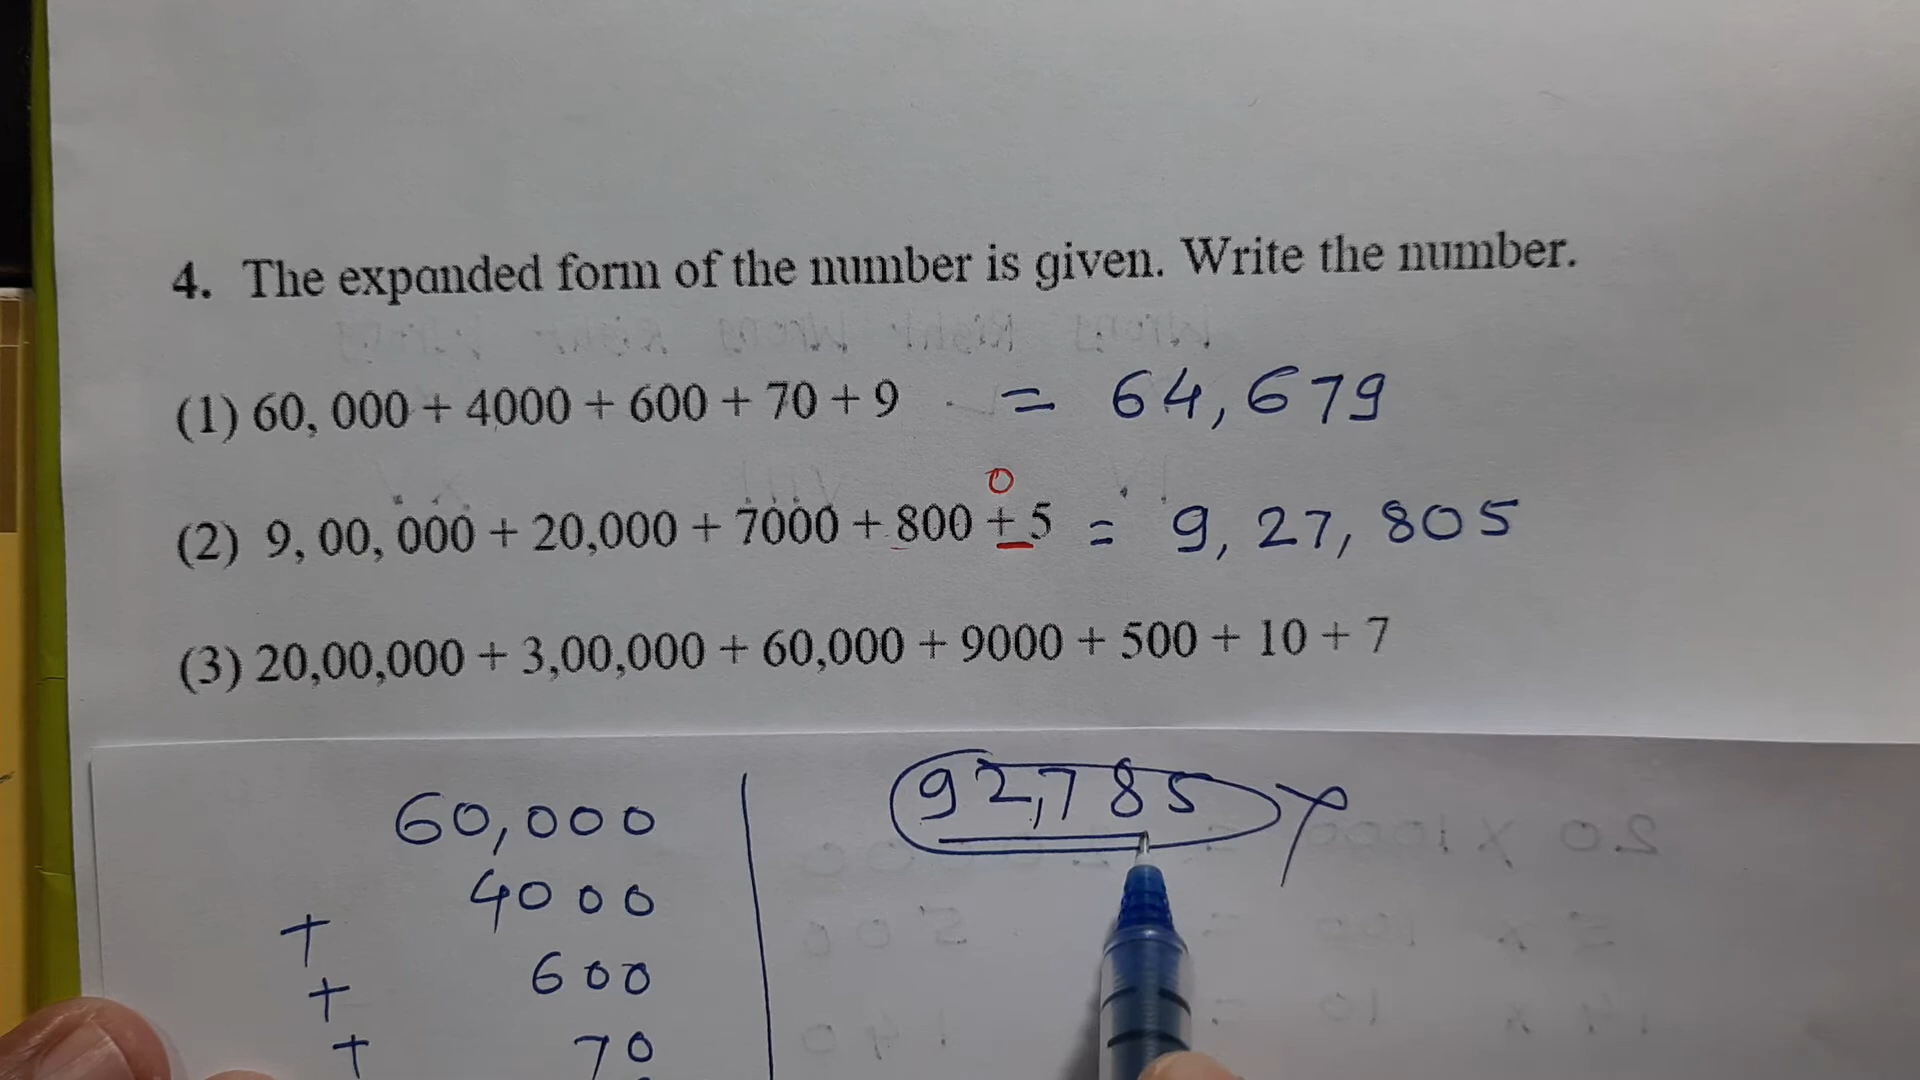 4. The expanded form of the number is given. Write the number.
(1) 60, 000 + 4000 + 600 + 70 + 9 = 64,679
0
(2) 9, 00, 000 + 20,000 + 7000 + 800 + 5 = 9, 27, 805
(3) 20,00,000 + 3,00,000 + 60,000 + 9000 + 500 + 10 + 7
60,000
92,785 ×
4000
+
600
+
70
+